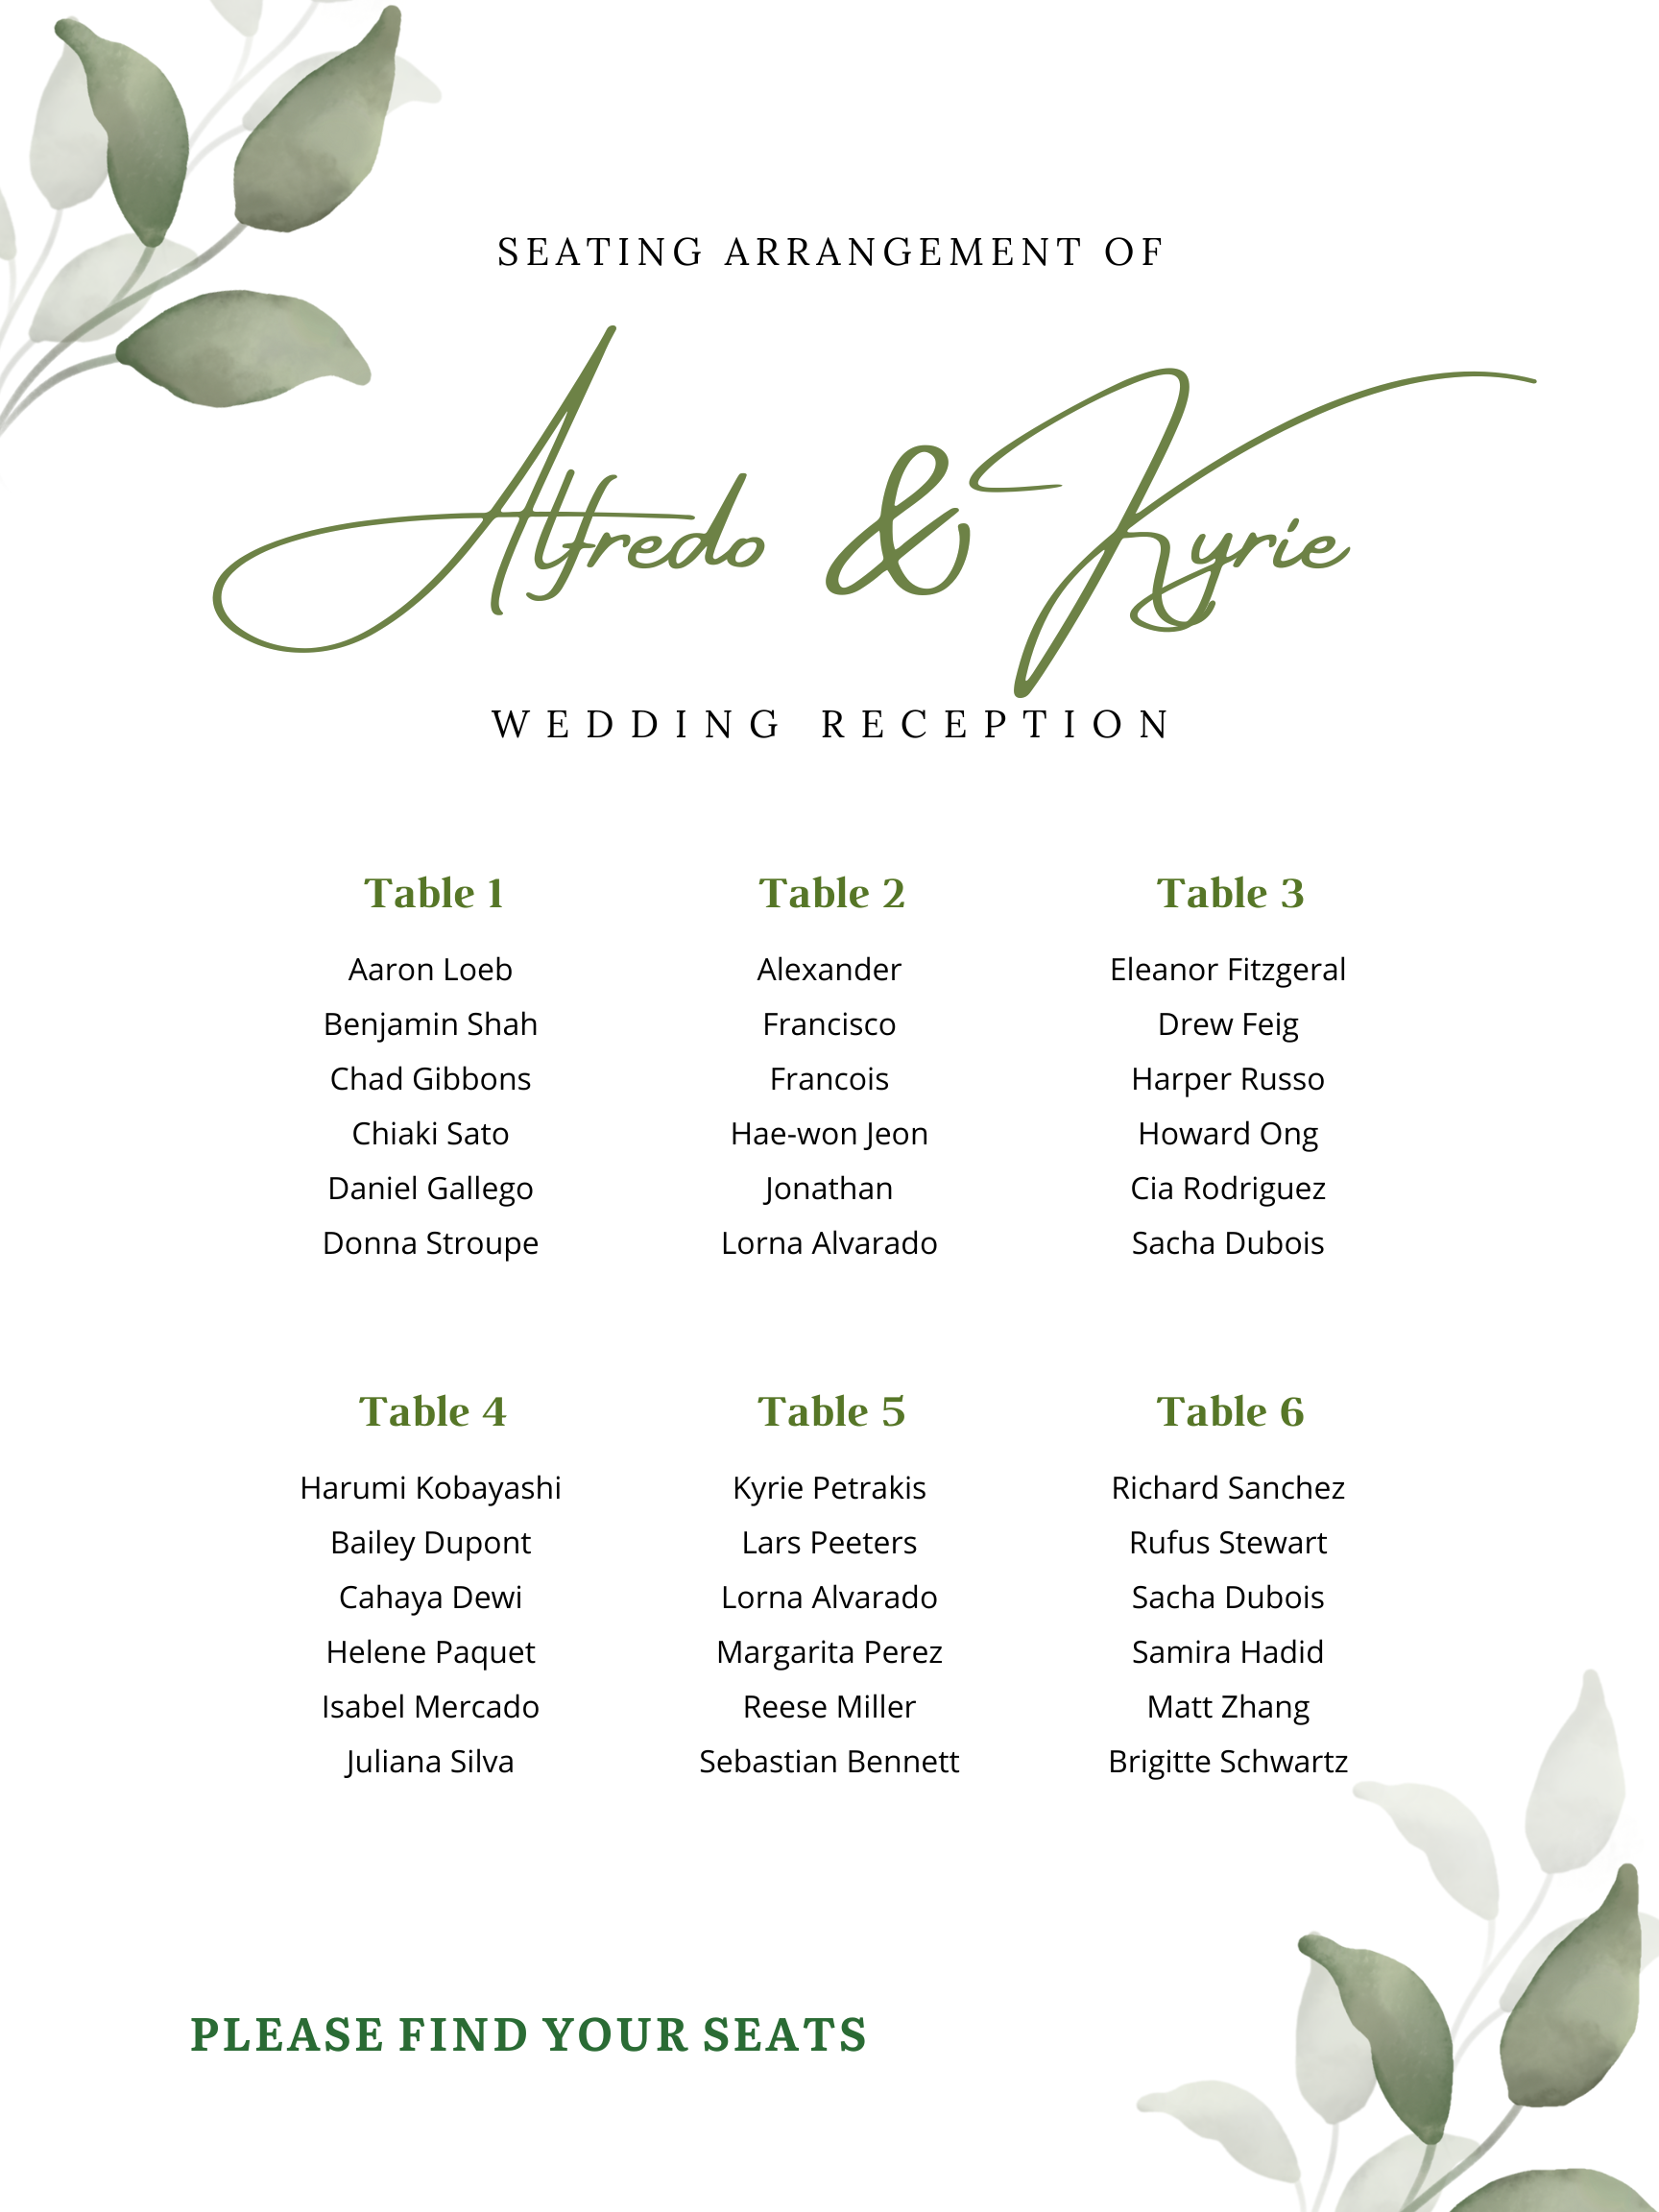 SEATING ARRANGEMENT OF
Alfredo & Kyrie
WEDDING RECEPTION
Table 1
Aaron Loeb
Benjamin Shah
Chad Gibbons
Chiaki Sato
Daniel Gallego
Donna Stroupe
Table 2
Alexander
Francisco
Francois
Hae-won Jeon
Jonathan
Lorna Alvarado
Table 3
Eleanor Fitzgeral
Drew Feig
Harper Russo
Howard Ong
Cia Rodriguez
Sacha Dubois
Table 4
Harumi Kobayashi
Bailey Dupont
Cahaya Dewi
Helene Paquet
Isabel Mercado
Juliana Silva
Table 5
Kyrie Petrakis
Lars Peeters
Lorna Alvarado
Margarita Perez
Reese Miller
Sebastian Bennett
Table 6
Richard Sanchez
Rufus Stewart
Sacha Dubois
Samira Hadid
Matt Zhang
Brigitte Schwartz
PLEASE FIND YOUR SEATS